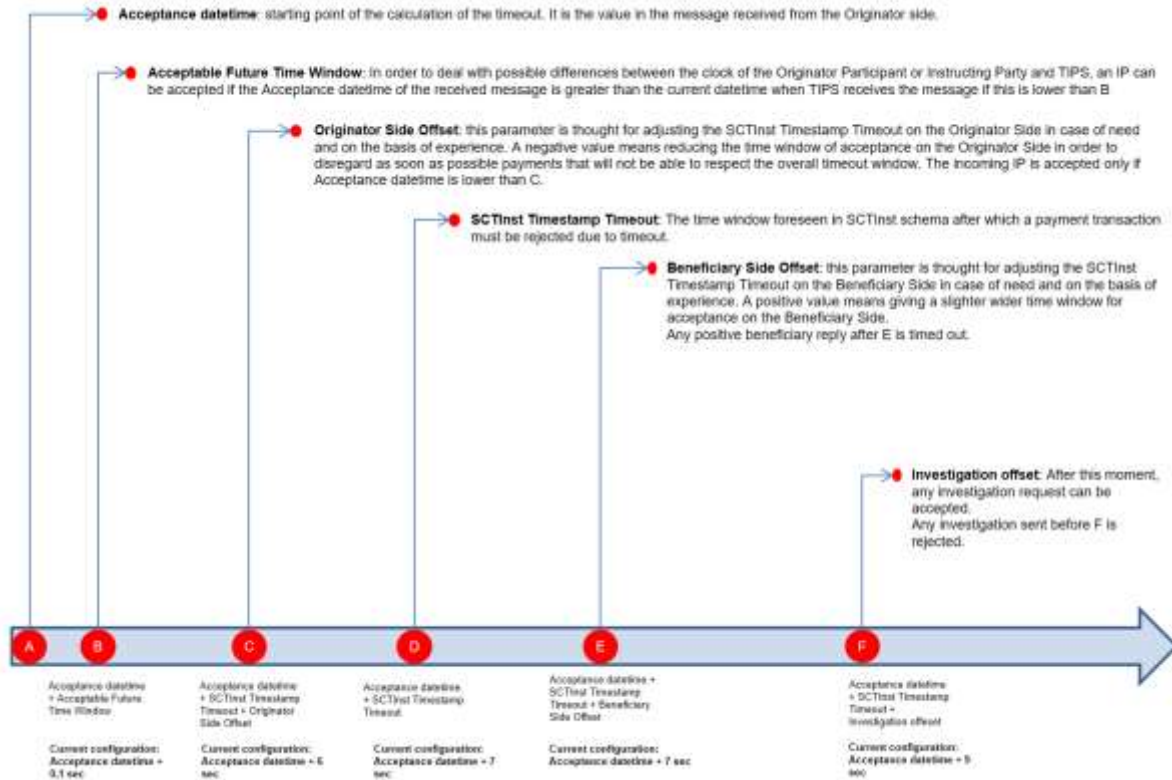 Acceptance datetime: starting point of the calculation of the timeout. It is the value in the message received from the Originator side.
Acceptable Future Time Window: In order to deal with possible differences between the clock of the Originator Participant or Instructing Party and TIPS, an IP can
be accepted if the Acceptance datetime of the received message is greater than the current datetime when TIPS receives the message if this is lower than B
Originator Side Offset: this parameter is thought for adjusting the SCTInst Timestamp Timeout on the Originator Side in case of need
and on the basis of experience. A negative value means reducing the time window of acceptance on the Originator Side in order to
disregard as soon as possible payments that will not be able to respect the overall timeout window. The Incoming IP is accepted only if
Acceptance datetime is lower than C.
SCTInst Timestamp Timeout: The time window foreseen in SCTInst schema after which a payment transaction
must be rejected due to timeout.
Beneficiary Side Offset: this parameter is thought for adjusting the SCTInst
Timestamp Timeout on the Beneficiary Side in case of need and on the basis of
experience. A positive value means giving a slighter wider time window for
acceptance on the Beneficiary Side.
Any positive beneficiary reply after E is timed out.
Investigation offset: After this moment,
any investigation request can be
accepted.
Any investigation sent before F is
rejected.
A
B
C
D
E
F
Acceptance datetime
+ Acceptable Future
Time Window
Current configuration:
Acceptance datetime +
0,1 sec
Acceptance datetime
+ SCTInst Timestamp
Timeout + Originator
Side Offset
Current configuration:
Acceptance datetime + 6
sec
Acceptance datetime
+ SCTInst Timestamp
Timeout
Current configuration:
Acceptance datetime + 7
sec
Acceptance datetime +
SCTInst Timestamp
Timeout + Beneficiary
Side Offset
Current configuration:
Acceptance datetime + 7 sec
Acceptance datetime
+ SCTInst Timestamp
Timeout +
Investigation offset
Current configuration:
Acceptance datetime + 9
sec